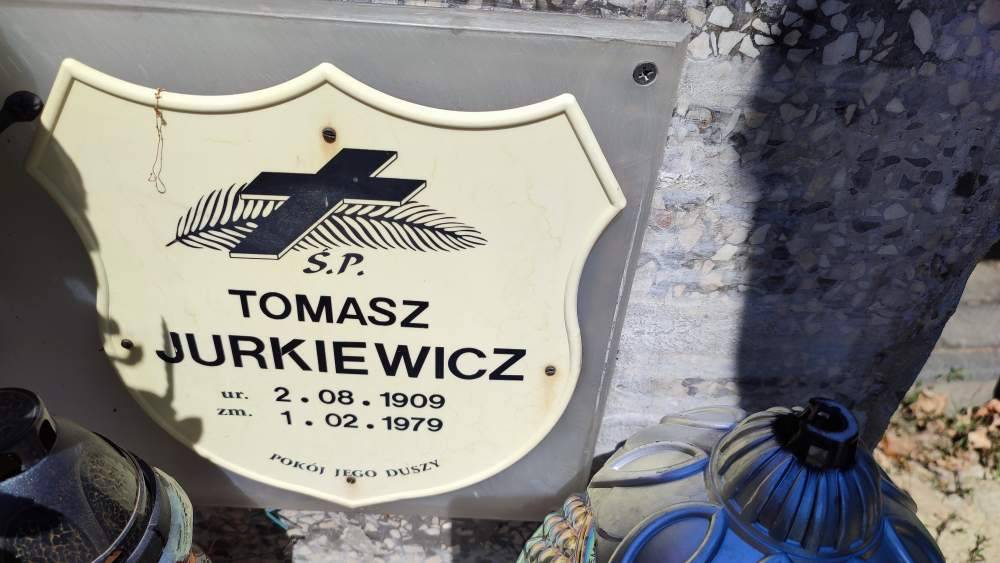 Ś.P.
TOMASZ
JURKIEWICZ
ur. 2.08.1909
zm. 1.02.1979
POKÓJ JEGO DUSZY